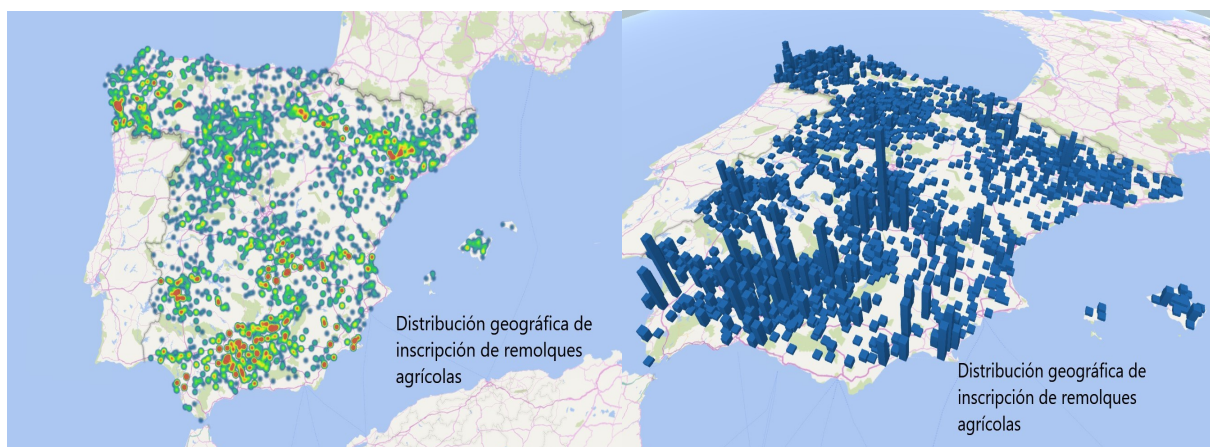 Distribución geográfica de
inscripción de remolques
agrícolas
Distribución geográfica de
inscripción de remolques
agrícolas